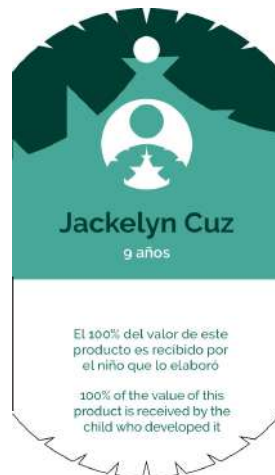 Jackelyn Cuz
9 años
El 100% del valor de este
producto es recibido por
el niño que lo elaboró
100% of the value of this
product is received by the
child who developed it